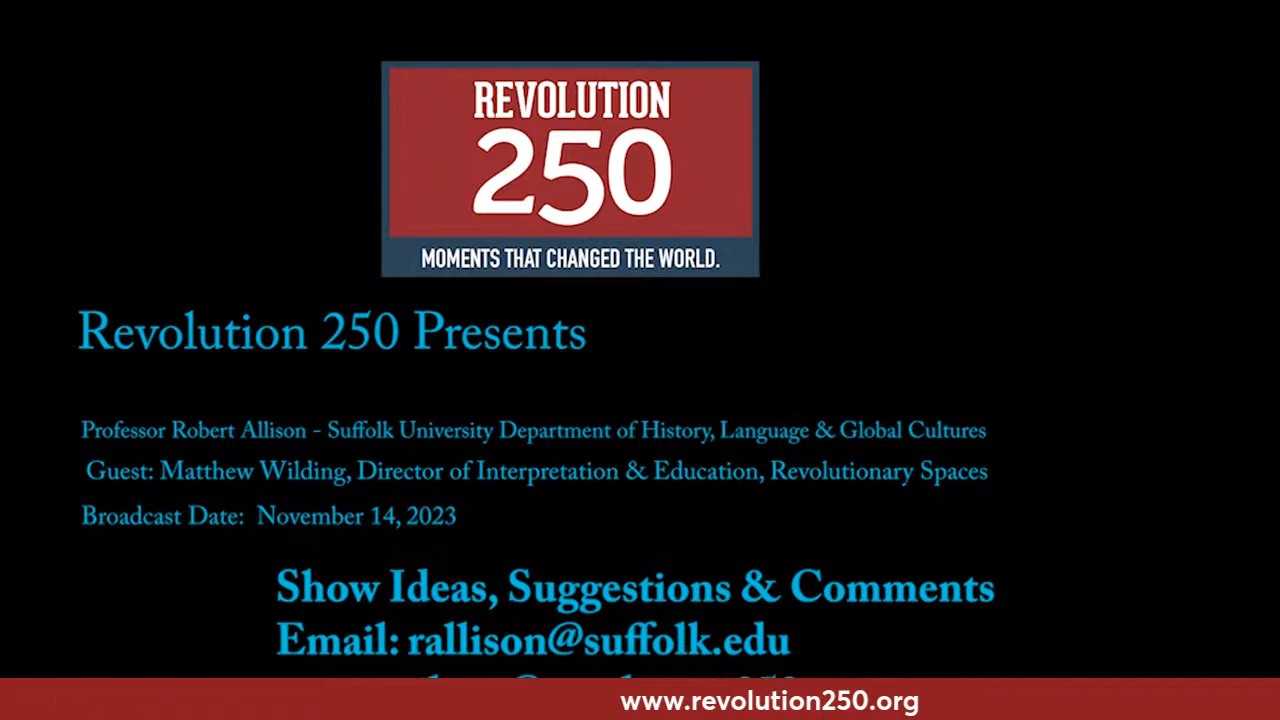 REVOLUTION
250
MOMENTS THAT CHANGED THE WORLD.
Revolution 250 Presents
Professor Robert Allison - Suffolk University Department of History, Language & Global Cultures
Guest: Matthew Wilding, Director of Interpretation & Education, Revolutionary Spaces
Broadcast Date: November 14, 2023
Show Ideas, Suggestions & Comments
Email: rallison@suffolk.edu
www.revolution250.org